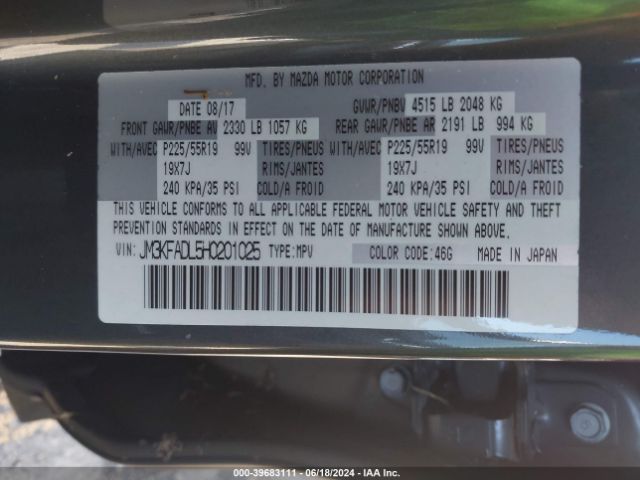 MFD. BY MAZDA MOTOR CORPORATION
DATE 08/17 GVWR/PNBV 4515 LB 2048 KG
FRONT GAWR/PNBE AV 2330 LB 1057 KG REAR GAWR/PNBE AR 2191 LB 994 KG
WITH/AVEC P225/55R19 99V TIRES/PNEUS WITH/AVEC P225/55R19 99V TIRES/PNEUS
19X7J RIMS/JANTES 19X7J RIMS/JANTES
240 KPA/35 PSI COLD/A FROID 240 KPA/35 PSI COLD/A FROID
THIS VEHICLE CONFORMS TO ALL APPLICABLE FEDERAL MOTOR VEHICLE SAFETY AND THEFT
PREVENTION STANDARDS IN EFFECT ON THE DATE OF MANUFACTURE SHOWN ABOVE.
VIN: JM3KFADL5H0201025 TYPE:MPV COLOR CODE:46G MADE IN JAPAN
000-39683111 - 06/18/2024 - IAAI.com